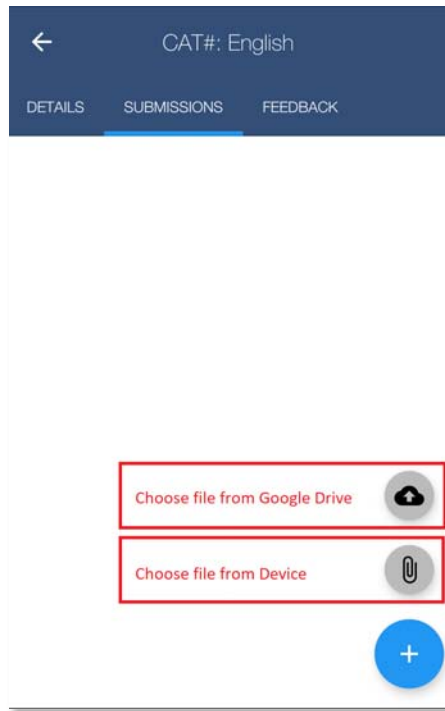 CAT#: English
DETAILS SUBMISSIONS FEEDBACK
Choose file from Google Drive
Choose file from Device